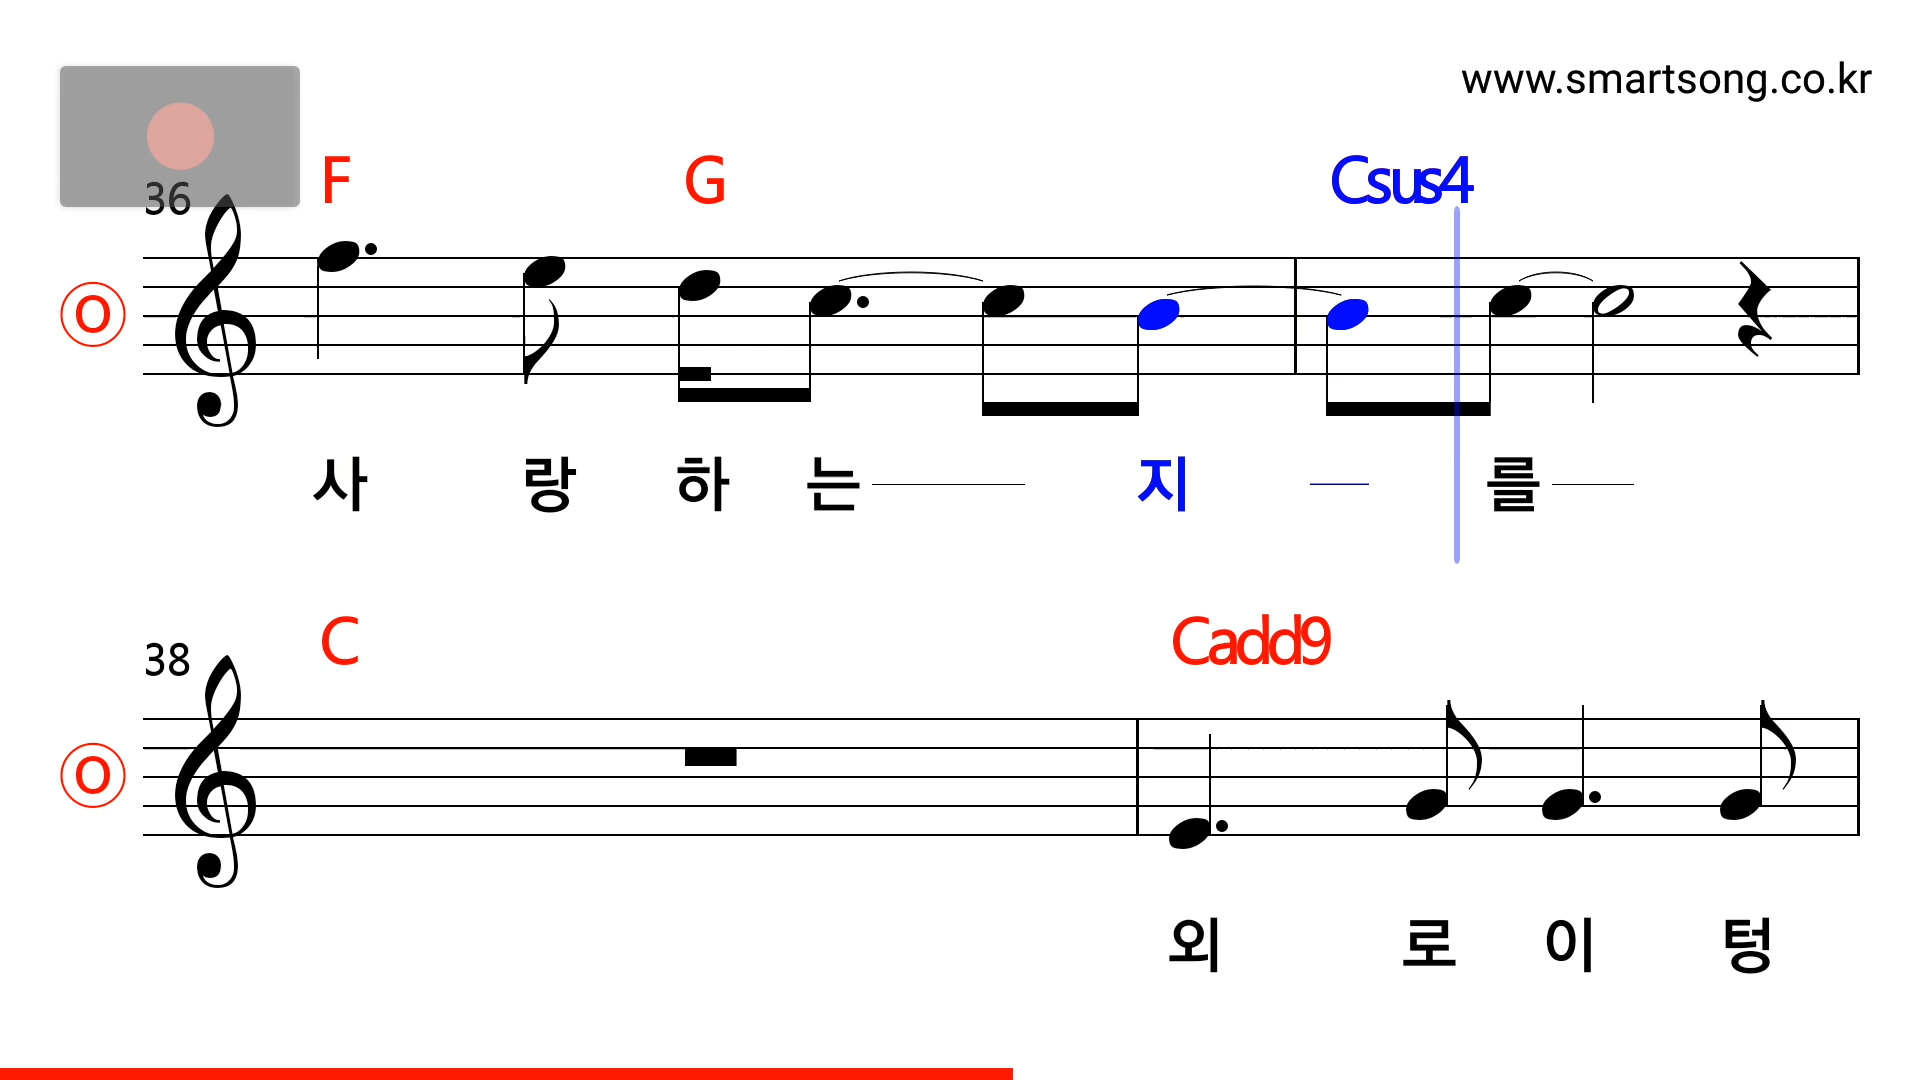 www.smartsong.co.kr
36 F G Csus4
O
사 랑 하 는 지 를
38 C Cadd9
O
외 로 이 텅